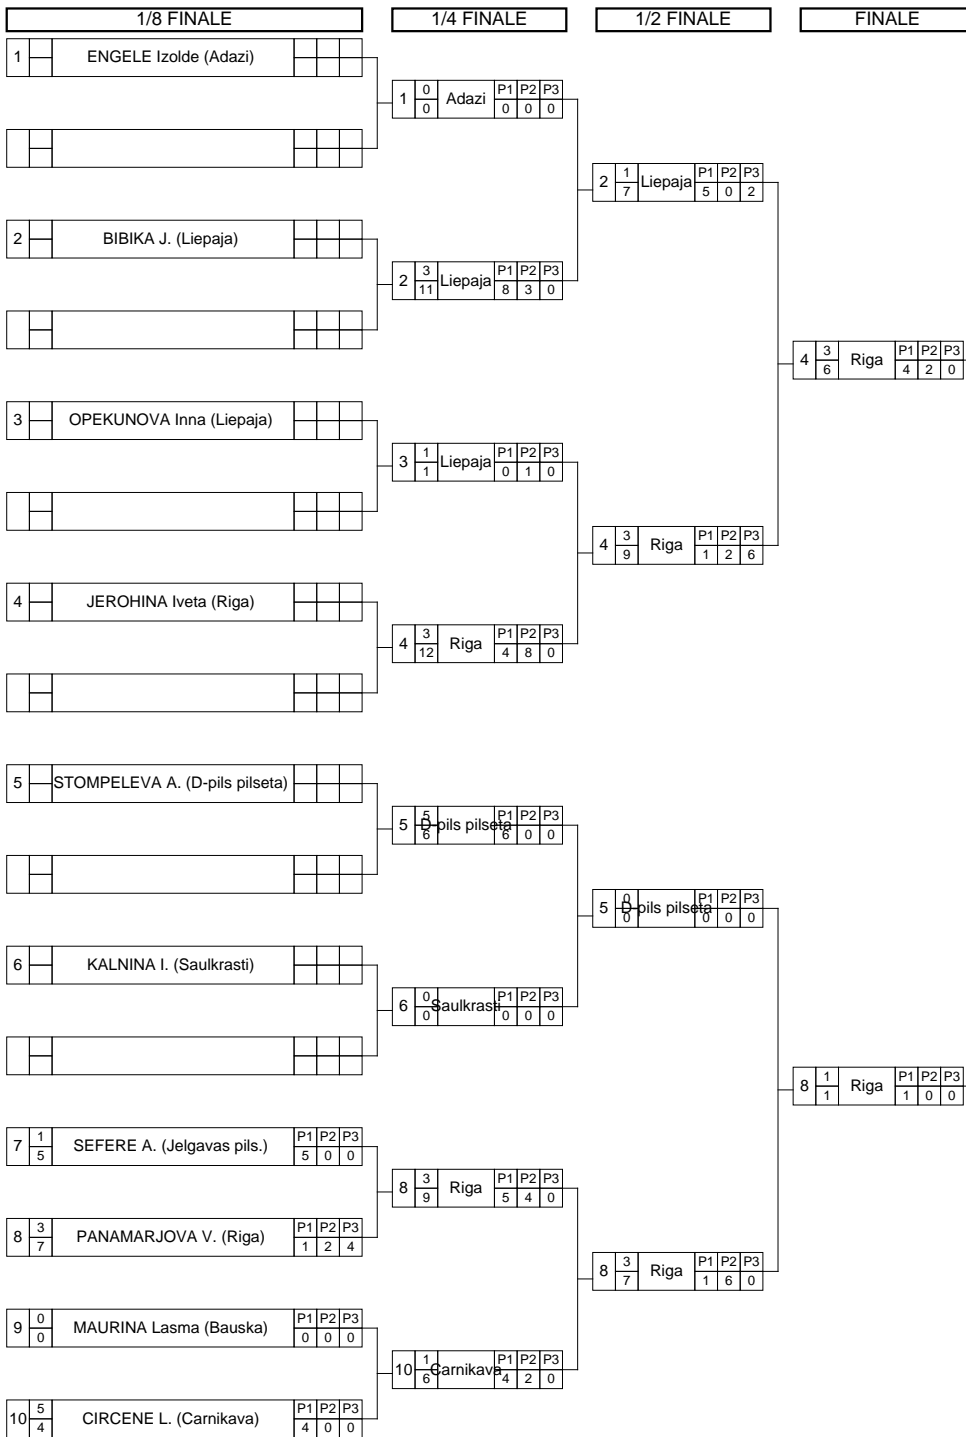 1/8 FINALE 1/4 FINALE 1/2 FINALE FINALE
1 ENGELE Izolde (Adazi)
1 0 0 Adazi P1 P2 P3 0 0 0
2 1 7 Liepaja P1 P2 P3 5 0 2
2 BIBIKA J. (Liepaja)
2 3 11 Liepaja P1 P2 P3 8 3 0
4 3 6 Riga P1 P2 P3 4 2 0
3 OPEKUNOVA Inna (Liepaja)
3 1 1 Liepaja P1 P2 P3 0 1 0
4 3 9 Riga P1 P2 P3 1 2 6
4 JEROHINA Iveta (Riga)
4 3 12 Riga P1 P2 P3 4 8 0
5 STOMPELEVA A. (D-pils pilseta)
5 5 6 D-pils pilseta P1 P2 P3 6 0 0
5 0 0 D-pils pilseta P1 P2 P3 0 0 0
6 KALNINA I. (Saulkrasti)
6 0 0 Saulkrasti P1 P2 P3 0 0 0
8 1 1 Riga P1 P2 P3 1 0 0
7 1 5 SEFERE A. (Jelgavas pils.) P1 P2 P3 5 0 0
8 3 9 Riga P1 P2 P3 5 4 0
8 3 7 PANAMARJOVA V. (Riga) P1 P2 P3 1 2 4
8 3 7 Riga P1 P2 P3 1 6 0
9 0 0 MAURINA Lasma (Bauska) P1 P2 P3 0 0 0
10 1 6 Carnikava P1 P2 P3 4 2 0
10 5 4 CIRCENE L. (Carnikava) P1 P2 P3 4 0 0